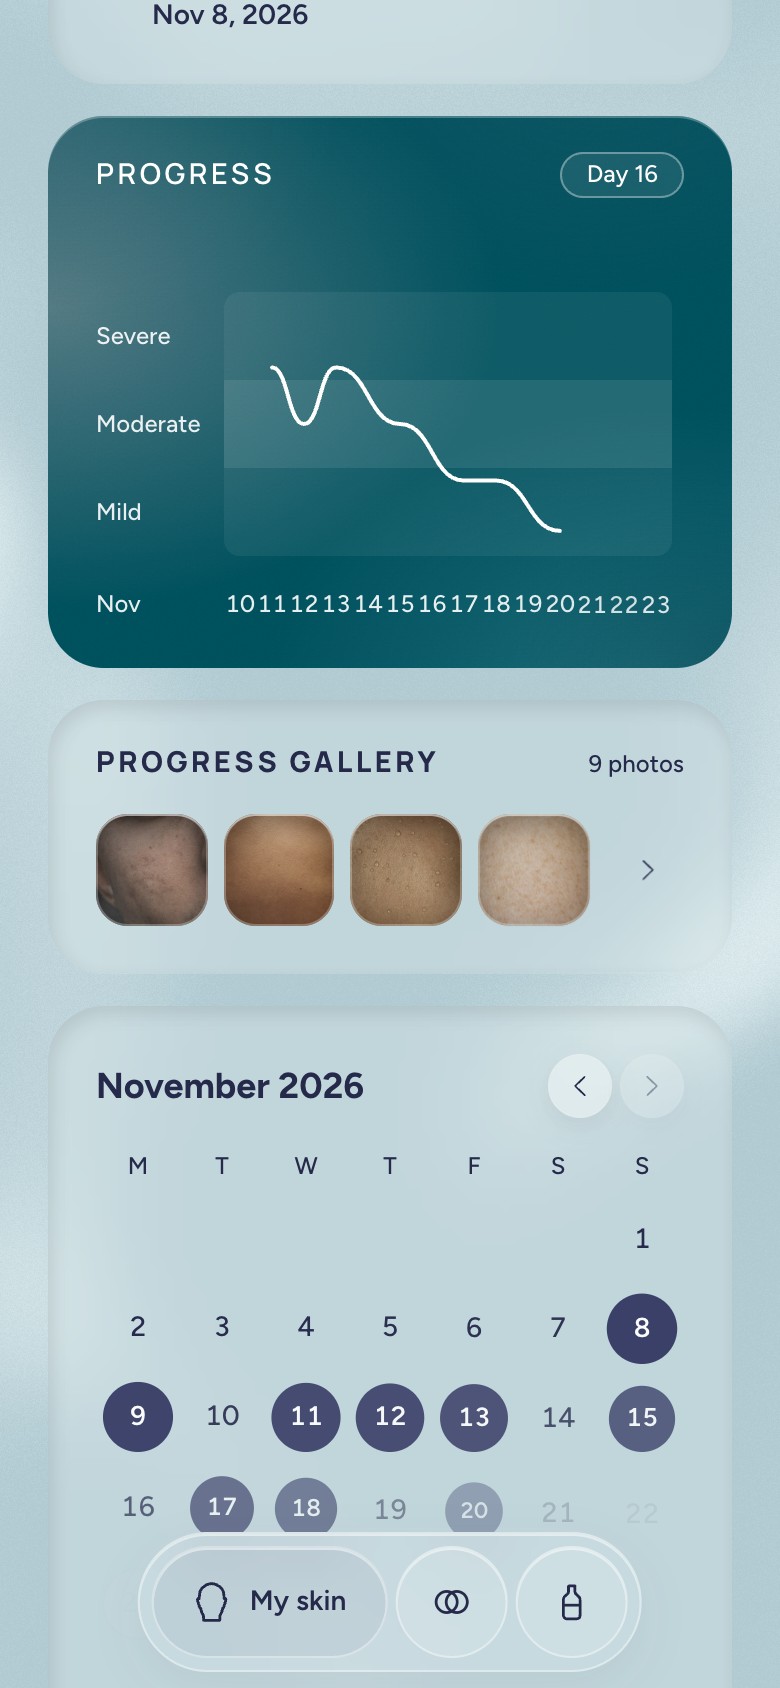 Nov 8, 2026
PROGRESS
Day 16
Severe
Moderate
Mild
Nov 10 11 12 13 14 15 16 17 18 19 20 21 22 23
PROGRESS GALLERY
9 photos
November 2026
M T W T F S S
1
2 3 4 5 6 7 8
9 10 11 12 13 14 15
16 17 18 19 20 21 22
My skin